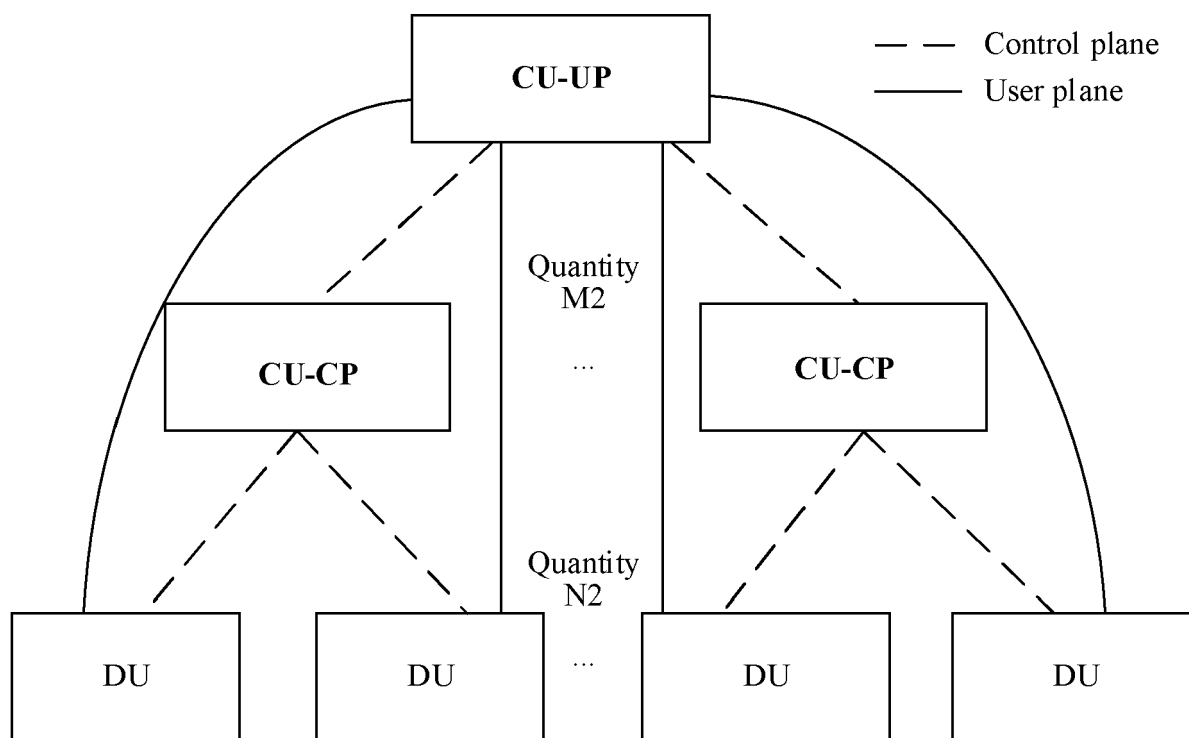 CU-UP
Control plane
User plane
Quantity
M2
CU-CP
...
CU-CP
Quantity
N2
DU
DU
...
DU
DU